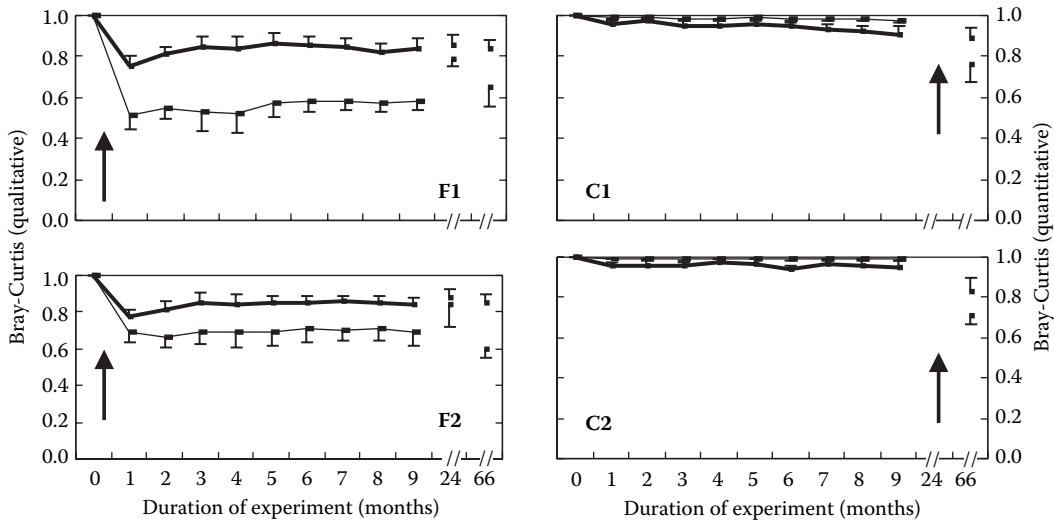 1.0
0.8
0.6
0.4
0.2
0.0
F1
C1
1.0
0.8
0.6
0.4
0.2
0.0
Bray-Curtis (qualitative)
1.0
0.8
0.6
0.4
0.2
0.0
F2
C2
1.0
0.8
0.6
0.4
0.2
0.0
Bray-Curtis (quantitative)
0 1 2 3 4 5 6 7 8 9 24 66
Duration of experiment (months)
0 1 2 3 4 5 6 7 8 9 24 66
Duration of experiment (months)